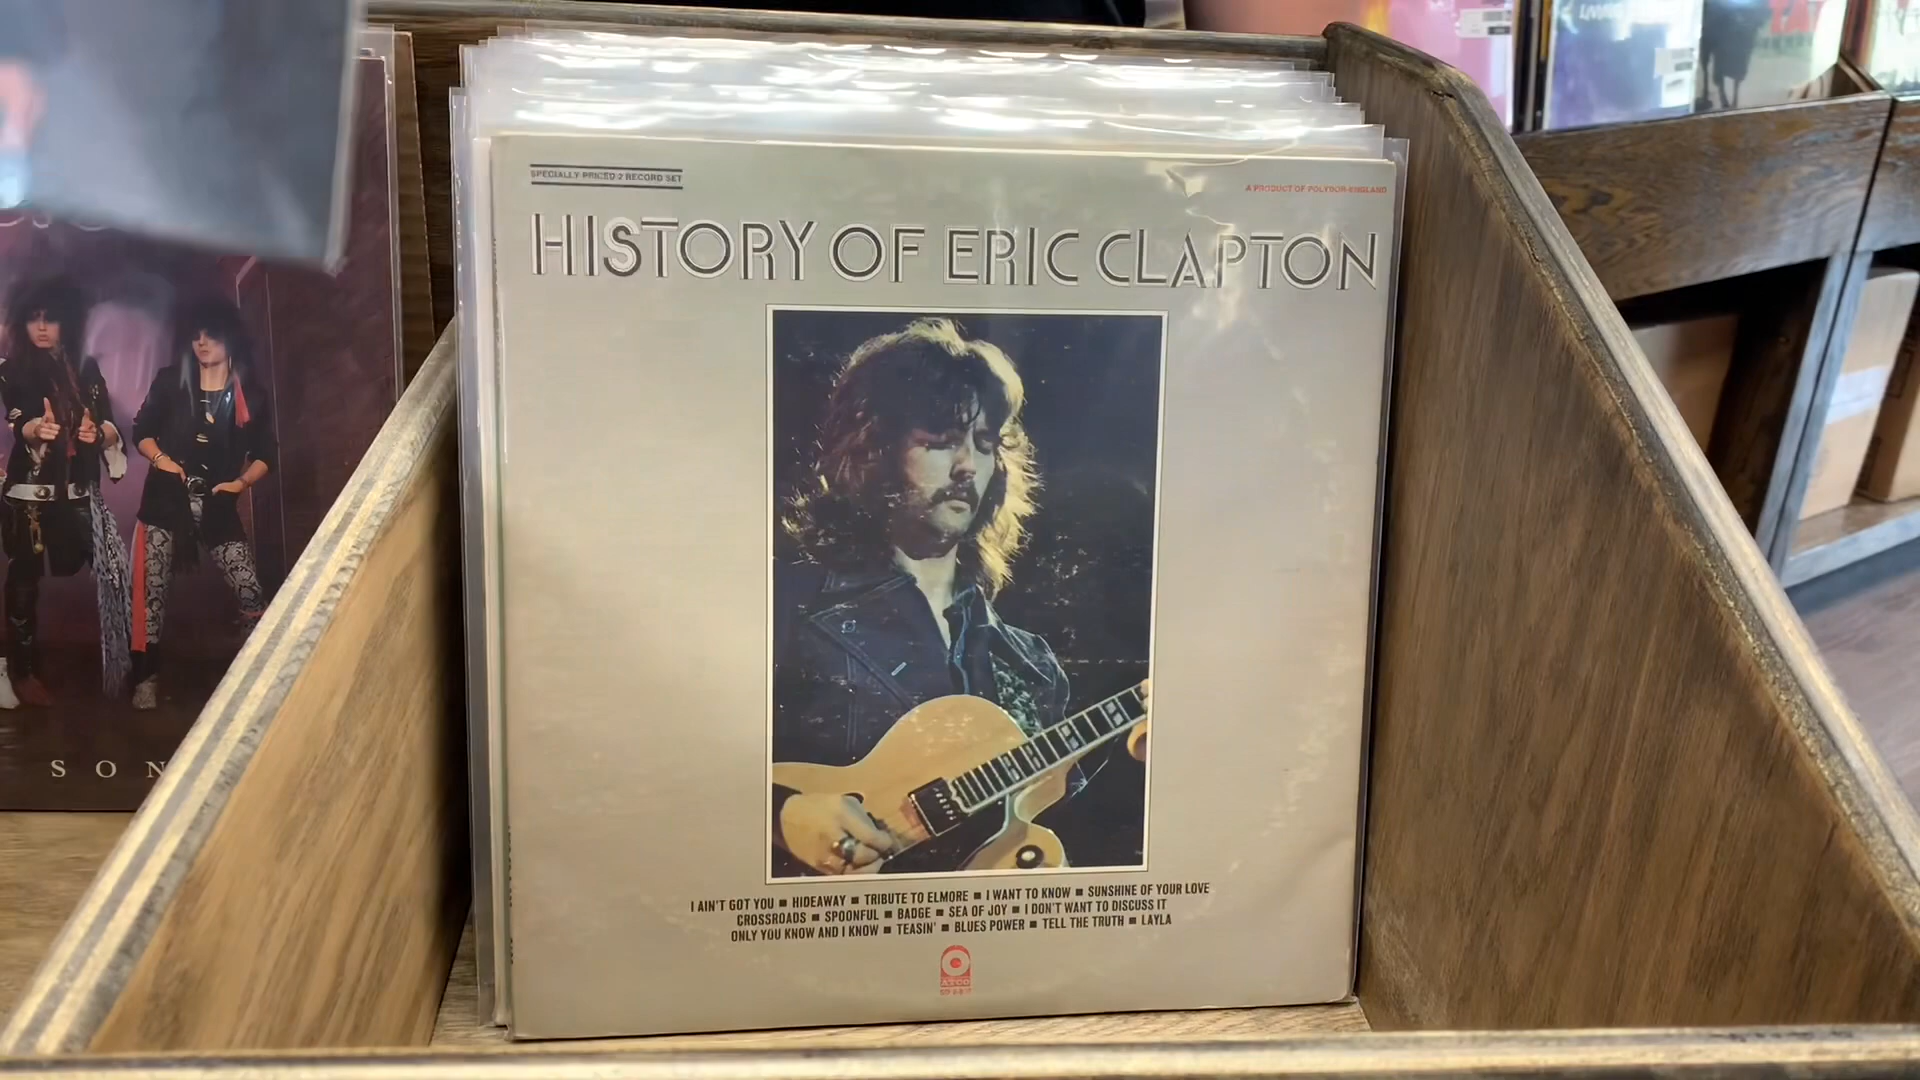 SPECIALLY PRICED 2 RECORD SET
A PRODUCT OF POLYDOR-ENGLAND
HISTORY OF ERIC CLAPTON
I AIN'T GOT YOU ■ HIDEAWAY ■ TRIBUTE TO ELMORE ■ I WANT TO KNOW ■ SUNSHINE OF YOUR LOVE
CROSSROADS ■ SPOONFUL ■ BADGE ■ SEA OF JOY ■ I DON'T WANT TO DISCUSS IT
ONLY YOU KNOW AND I KNOW ■ TEASIN' ■ BLUES POWER ■ TELL THE TRUTH ■ LAYLA
ATCO
SON